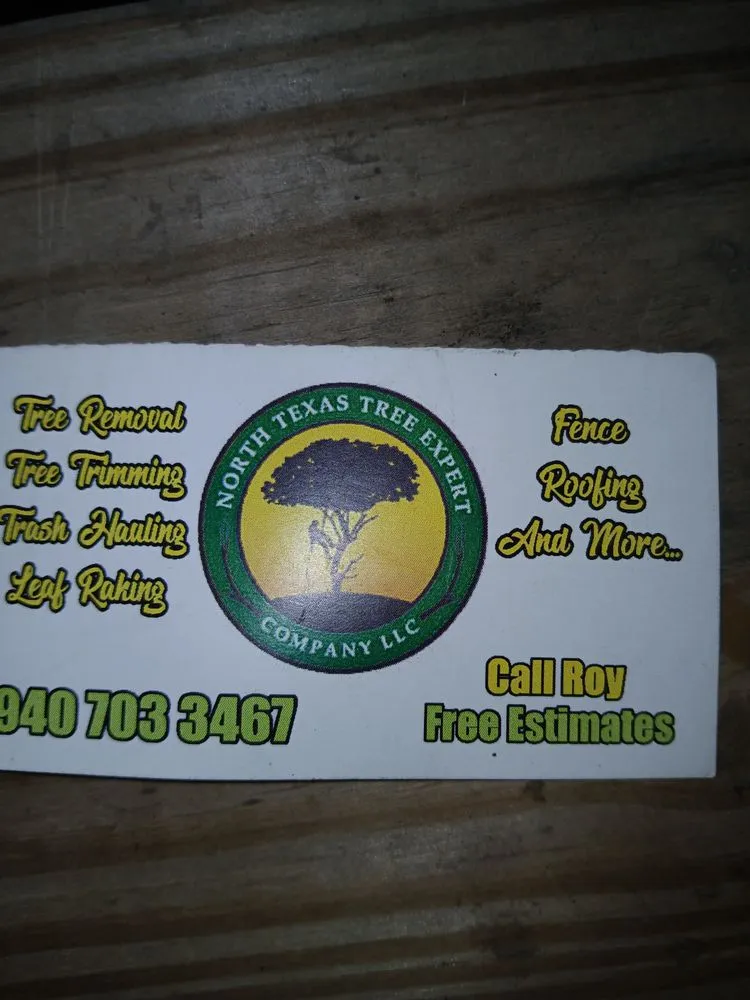 Tree Removal
Tree Trimming
Trash Hauling
Leaf Raking
NORTH TEXAS TREE EXPERT
COMPANY LLC
Fence
Roofing
And More...
940 703 3467
Call Roy
Free Estimates